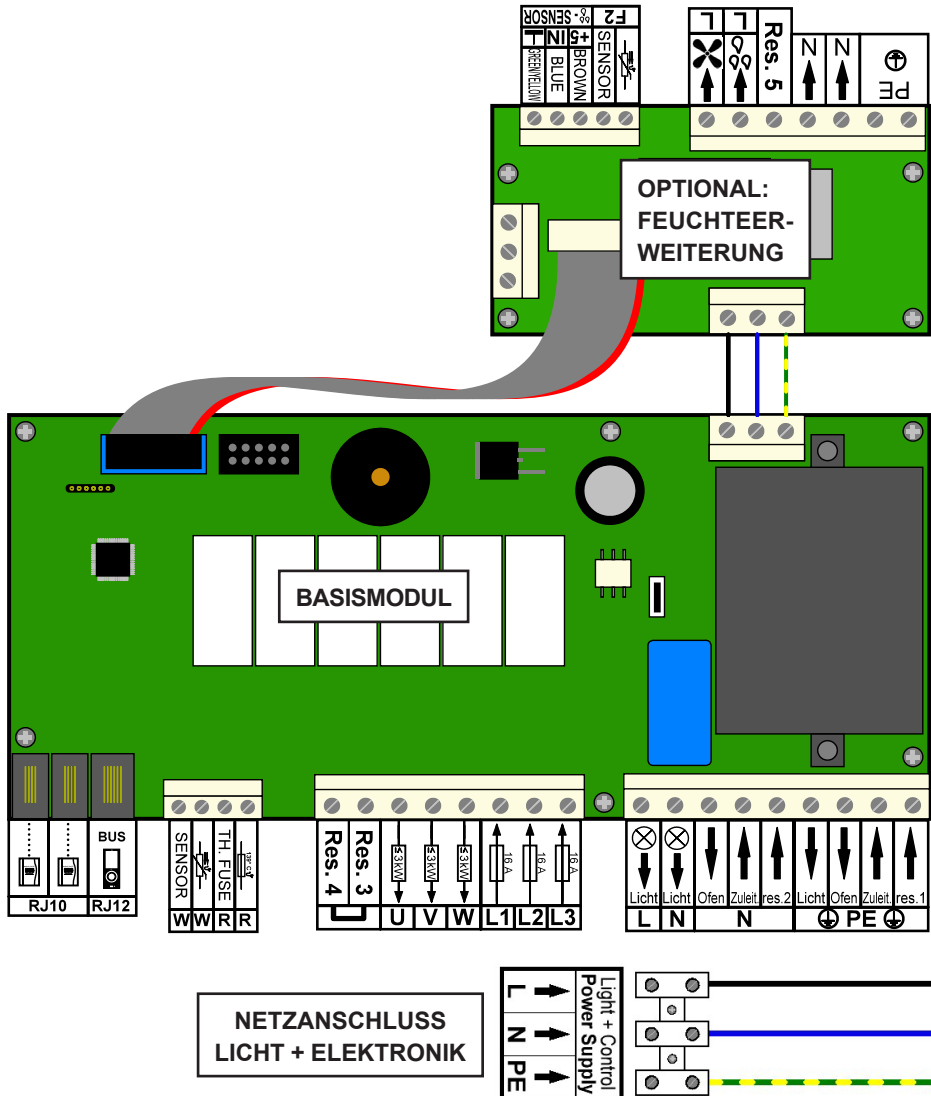 ⅋ - SENSOR
F2
⊥
IN
+5
GREEN/YELLOW
BLUE
BROWN
SENSOR
L
L
Res. 5
N
N
PE
OPTIONAL:
FEUCHTEER-
WEITERUNG
BASISMODUL
BUS
RJ10
RJ12
SENSOR
TH. FUSE
W
W
R
R
Res. 4
Res. 3
≤3kW
≤3kW
≤3kW
16 A
16 A
16 A
U
V
W
L1
L2
L3
Licht
Licht
Ofen
Zuleit.
res.2
Licht
Ofen
Zuleit.
res.1
L
N
N
PE
NETZANSCHLUSS
LICHT + ELEKTRONIK
L
N
PE
Light + Control
Power Supply